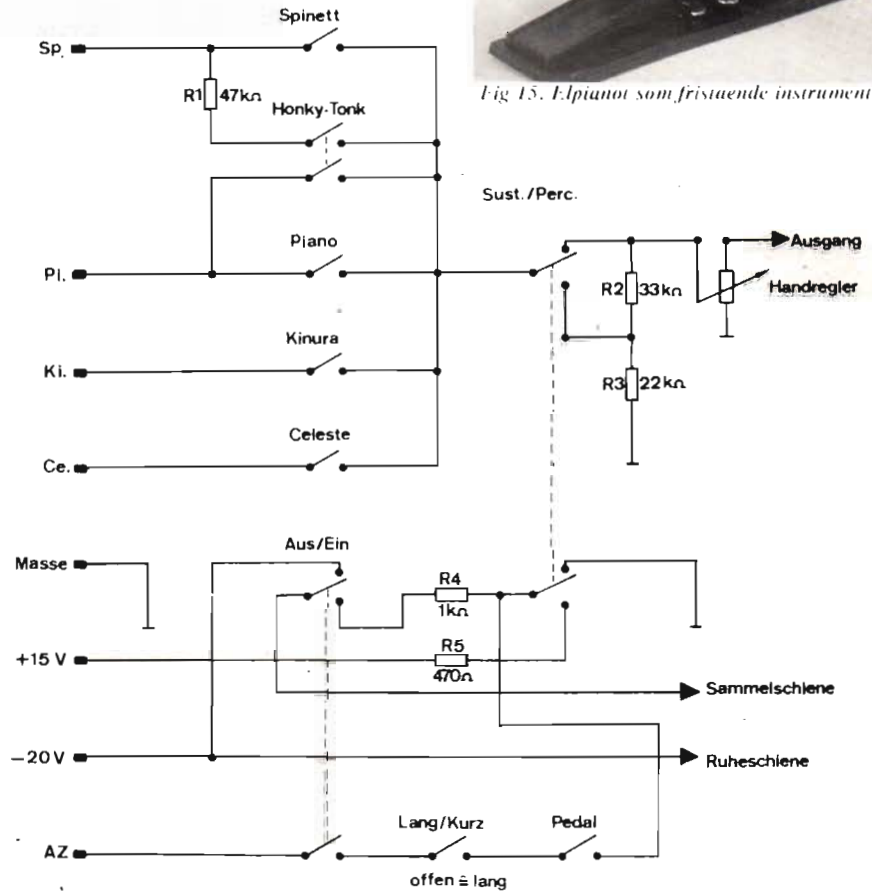 Spinett
Sp.
R1 47kΩ
Honky-Tonk
Fig 15. Elpianot som fristående instrument
Sust./Perc.
Piano
Pi.
Ausgang
R2 33kΩ
Handregler
Kinura
Ki.
R3 22kΩ
Celeste
Ce.
Aus/Ein
Masse
R4
1kΩ
R5
+15 V
470Ω
Sammelschiene
−20V
Ruheschiene
Lang/Kurz
Pedal
AZ
offen ≙ lang